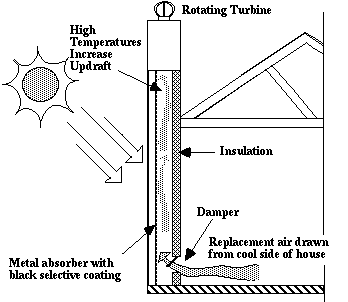 Rotating Turbine
High
Temperatures
Increase
Updraft
Insulation
Damper
Replacement air drawn
from cool side of house
Metal absorber with
black selective coating